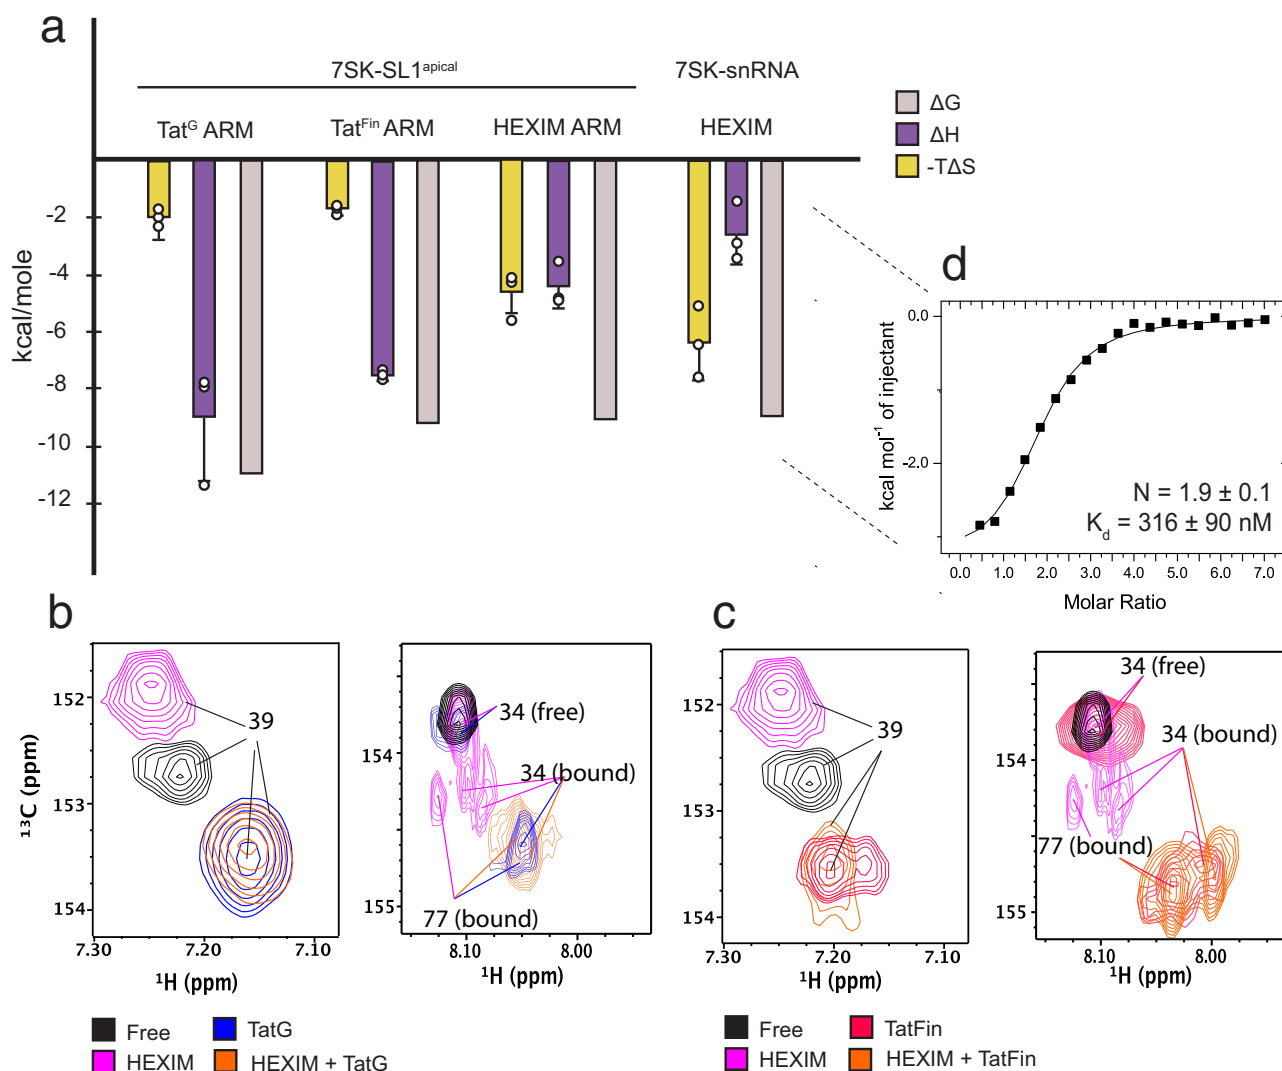 a
7SK-SL1apical
7SK-snRNA
TatG ARM
TatFin ARM
HEXIM ARM
HEXIM
ΔG
ΔH
-TΔS
kcal/mole
-2
-4
-6
-8
-10
-12
d
0.0
-2.0
kcal mol-1 of injectant
N = 1.9 ± 0.1
Kd = 316 ± 90 nM
0.0 1.0 2.0 3.0 4.0 5.0 6.0 7.0
Molar Ratio
b
13C (ppm)
152
153
154
39
7.30 7.20 7.10
1H (ppm)
34 (free)
34 (bound)
77 (bound)
154
155
8.10 8.00
1H (ppm)
Free
TatG
HEXIM
HEXIM + TatG
c
152
153
154
39
7.30 7.20 7.10
1H (ppm)
34 (free)
34 (bound)
77 (bound)
154
155
8.10 8.00
1H (ppm)
Free
TatFin
HEXIM
HEXIM + TatFin